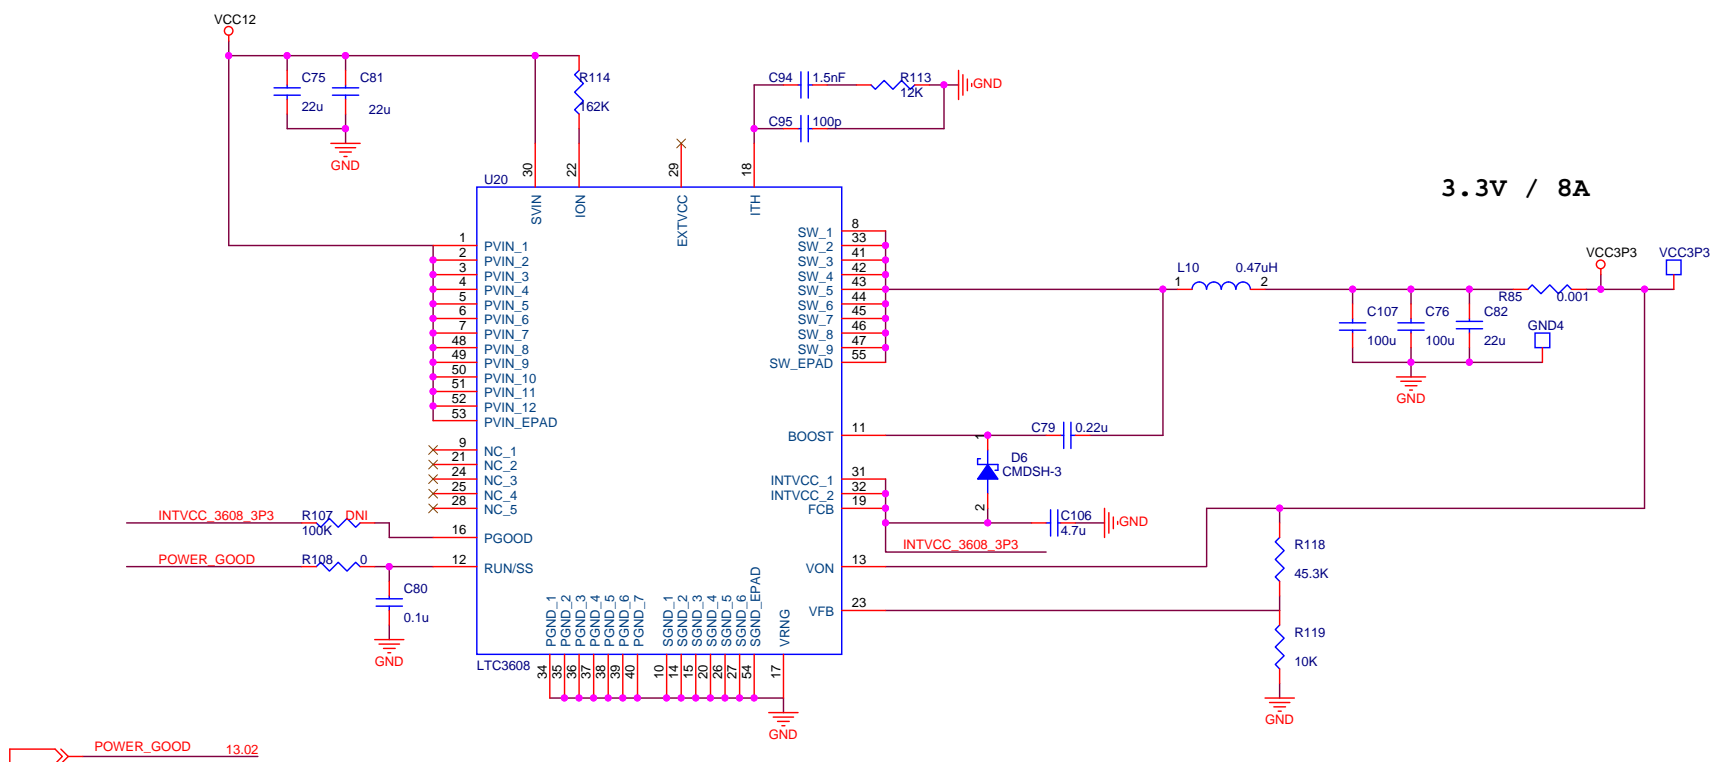 VCC12
C75
22u
C81
22u
R114
162K
C94
1.5nF
R113
12K
GND
C95
100p
GND
3.3V / 8A
30
22
29
18
U20
SVIN
ION
EXTVCC
ITH
1 PVIN_1
2 PVIN_2
3 PVIN_3
4 PVIN_4
5 PVIN_5
6 PVIN_6
7 PVIN_7
48 PVIN_8
49 PVIN_9
50 PVIN_10
51 PVIN_11
52 PVIN_12
53 PVIN_EPAD
9 NC_1
21 NC_2
24 NC_3
25 NC_4
28 NC_5
16 PGOOD
12 RUN/SS
SW_1 8
SW_2 33
SW_3 41
SW_4 42
SW_5 43
SW_6 44
SW_7 45
SW_8 46
SW_9 47
SW_EPAD 55
BOOST 11
INTVCC_1 31
INTVCC_2 32
FCB 19
VON 13
VFB 23
L10 0.47uH
1 2
VCC3P3
VCC3P3
R85 0.001
C107
100u
C76
100u
C82
22u
GND4
GND
C79 0.22u
1
D6
CMDSH-3
2
C106
4.7u
GND
INTVCC_3608_3P3
R118
45.3K
R119
10K
GND
INTVCC_3608_3P3
R107 DNI
100K
POWER_GOOD
R108 0
C80
0.1u
GND
PGND_1
PGND_2
PGND_3
PGND_4
PGND_5
PGND_6
PGND_7
SGND_1
SGND_2
SGND_3
SGND_4
SGND_5
SGND_6
SGND_EPAD
VRNG
LTC3608
34
35
36
37
38
39
40
10
14
15
20
26
27
54
17
GND
POWER_GOOD 13.02